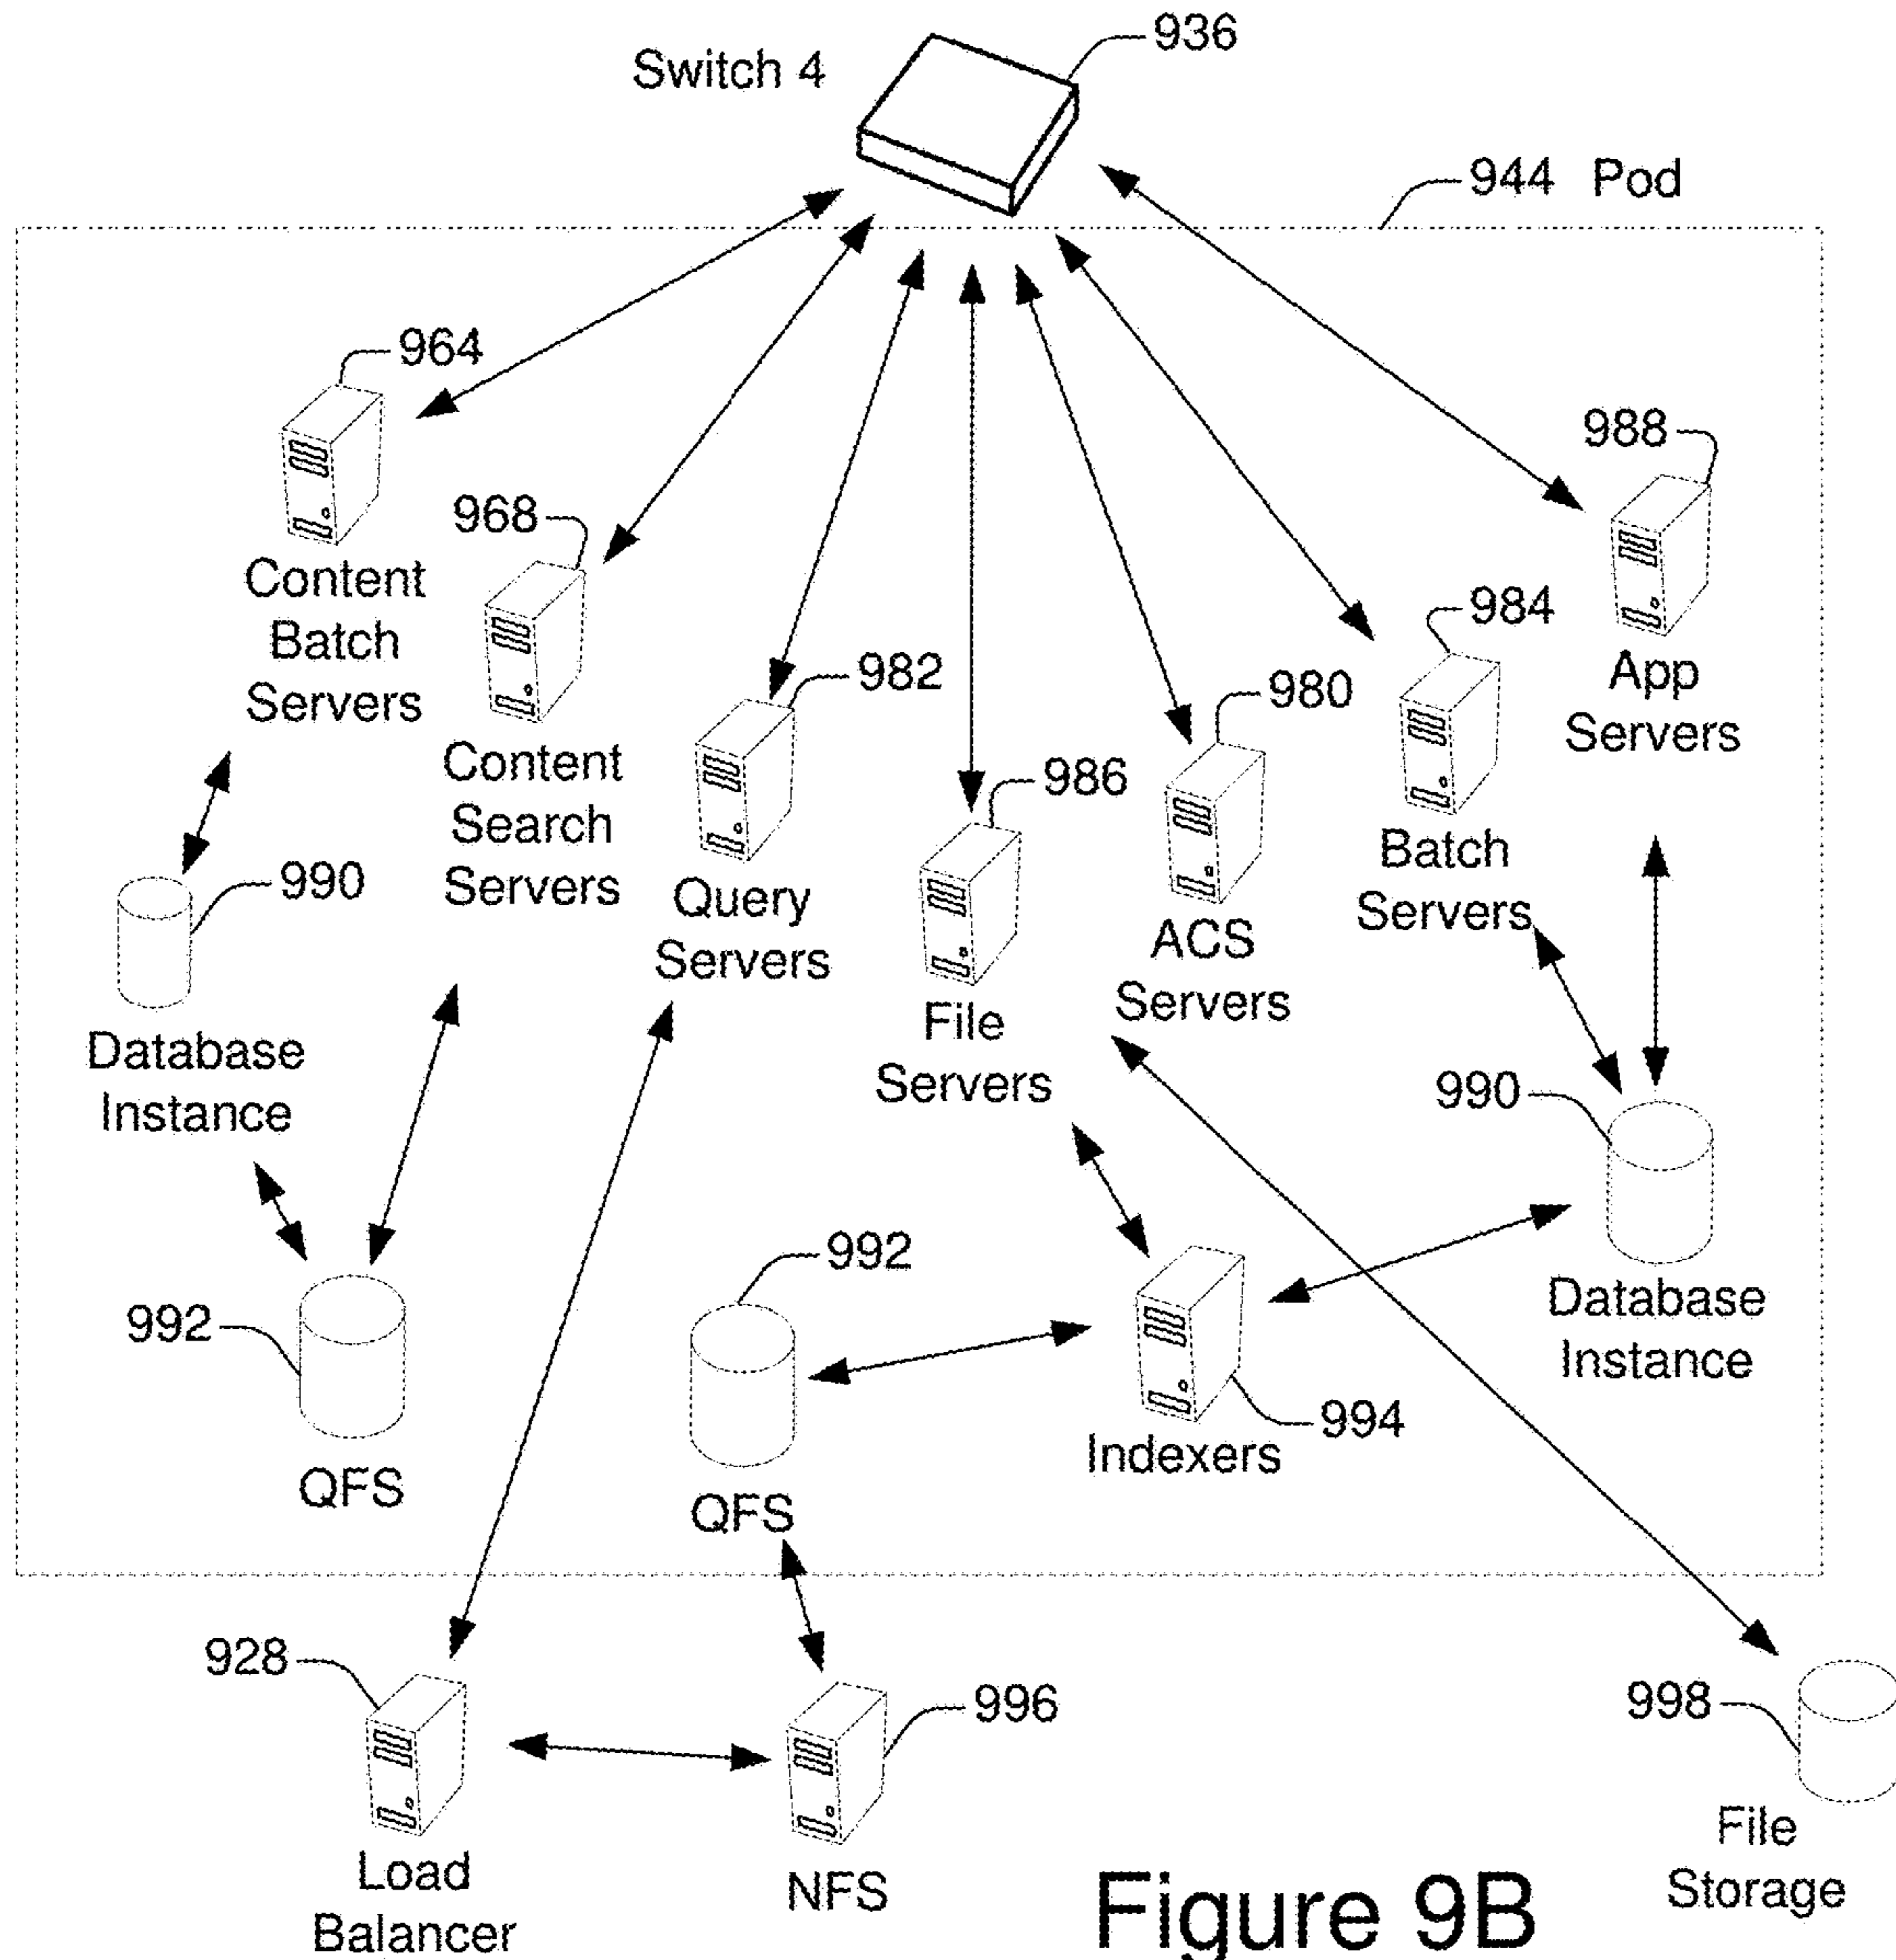 936
Switch 4
944 Pod
964
988
968
Content
Batch
Servers
984
982
980
App
Servers
Content
Search
Servers
986
Batch
Servers
990
Query
Servers
ACS
Servers
File
Servers
Database
Instance
990
992
992
Database
Instance
994
Indexers
QFS
QFS
928
996
998
File
Storage
Load
Balancer
NFS
Figure 9B